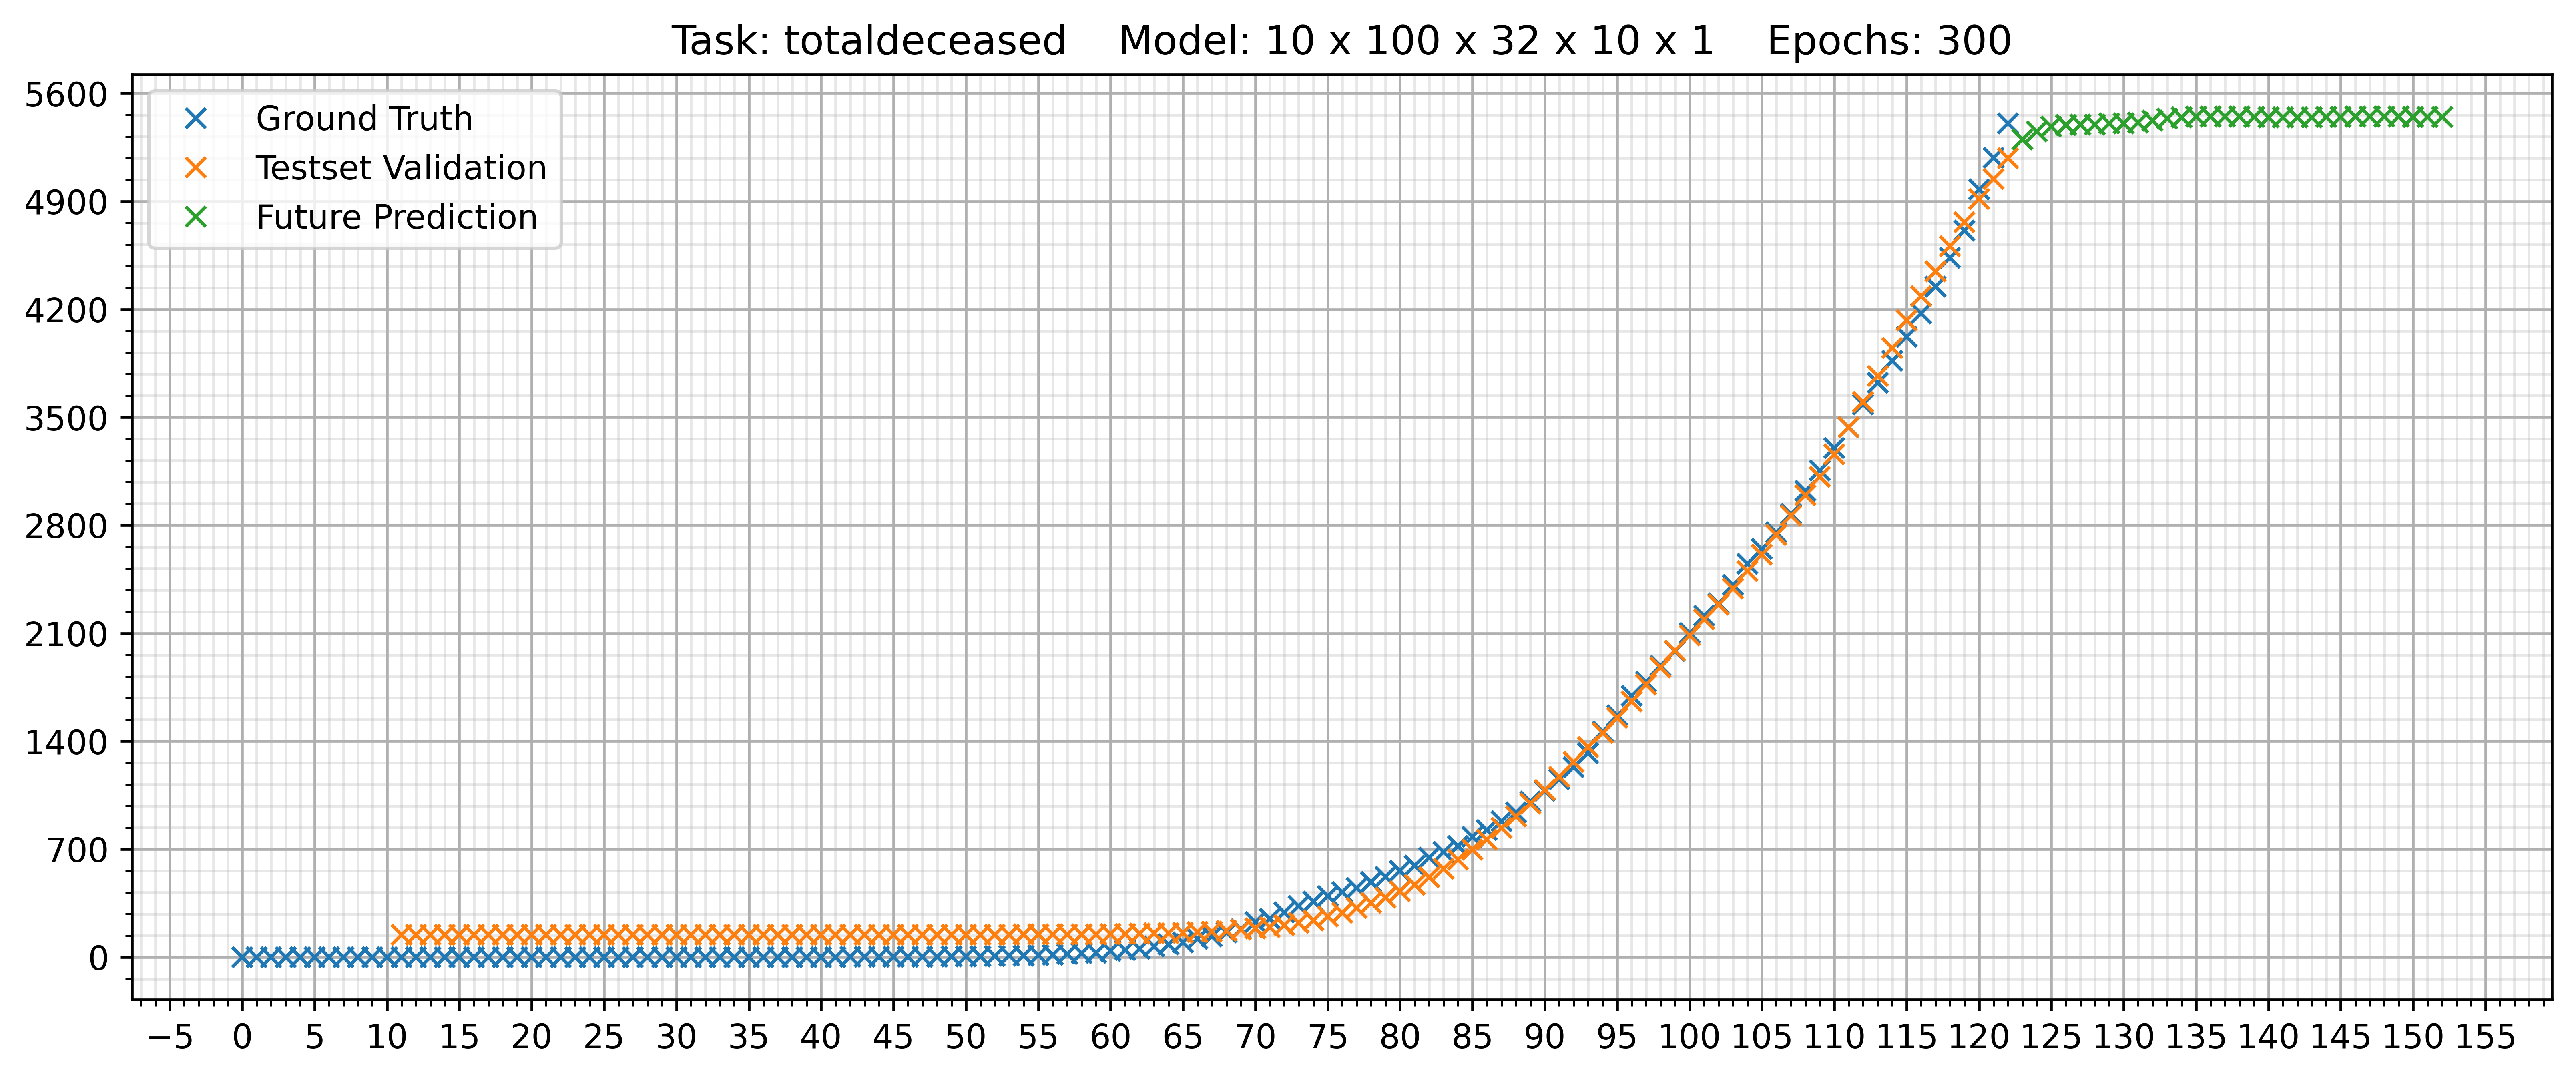 Task: totaldeceased    Model: 10 x 100 x 32 x 10 x 1    Epochs: 300
5600
4900
4200
3500
2800
2100
1400
700
0
Ground Truth
Testset Validation
Future Prediction
−5 0 5 10 15 20 25 30 35 40 45 50 55 60 65 70 75 80 85 90 95 100 105 110 115 120 125 130 135 140 145 150 155